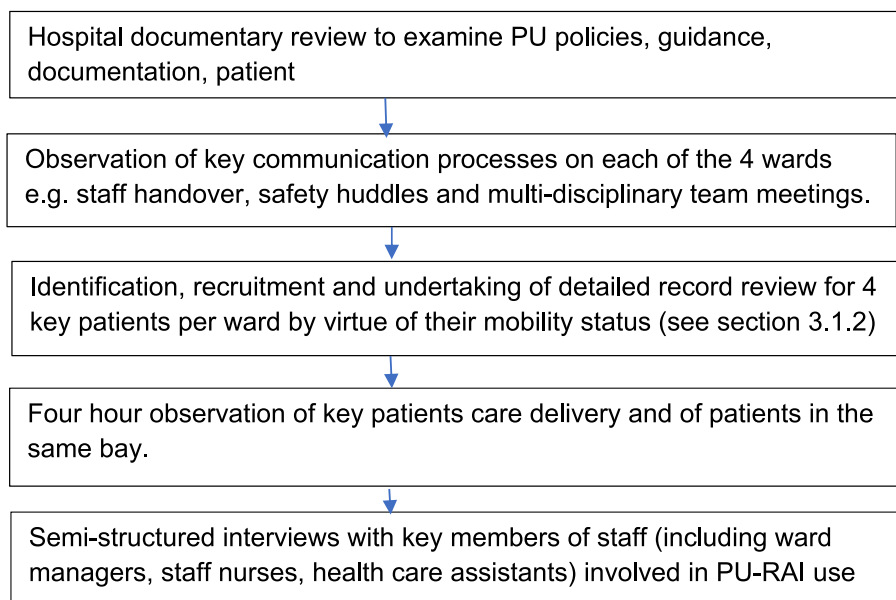 Hospital documentary review to examine PU policies, guidance,
documentation, patient
Observation of key communication processes on each of the 4 wards
e.g. staff handover, safety huddles and multi-disciplinary team meetings.
Identification, recruitment and undertaking of detailed record review for 4
key patients per ward by virtue of their mobility status (see section 3.1.2)
Four hour observation of key patients care delivery and of patients in the
same bay.
Semi-structured interviews with key members of staff (including ward
managers, staff nurses, health care assistants) involved in PU-RAI use